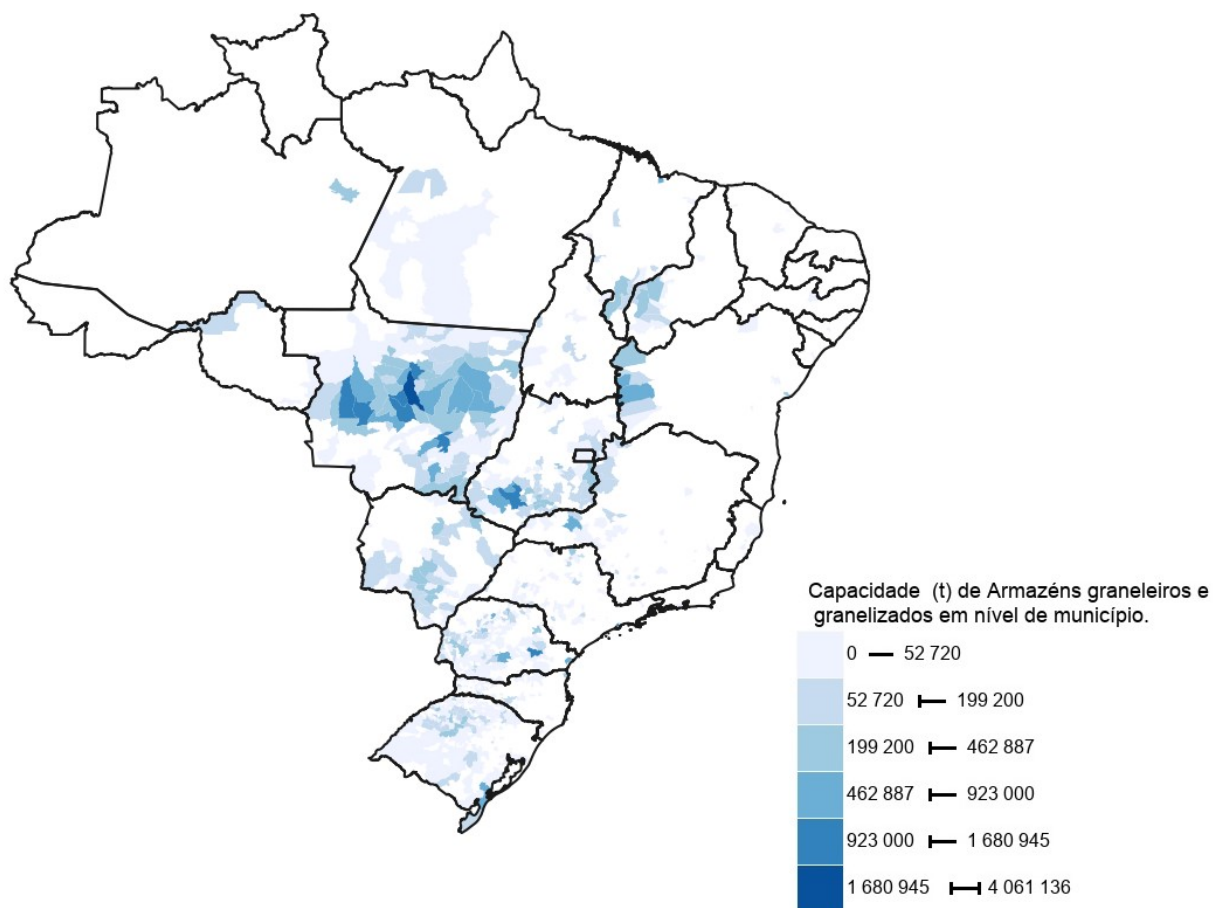 Capacidade (t) de Armazéns graneleiros e
granelizados em nível de município.
0 — 52 720
52 720 ⊢ 199 200
199 200 ⊢ 462 887
462 887 ⊢ 923 000
923 000 ⊢ 1 680 945
1 680 945 ⊢⊣ 4 061 136